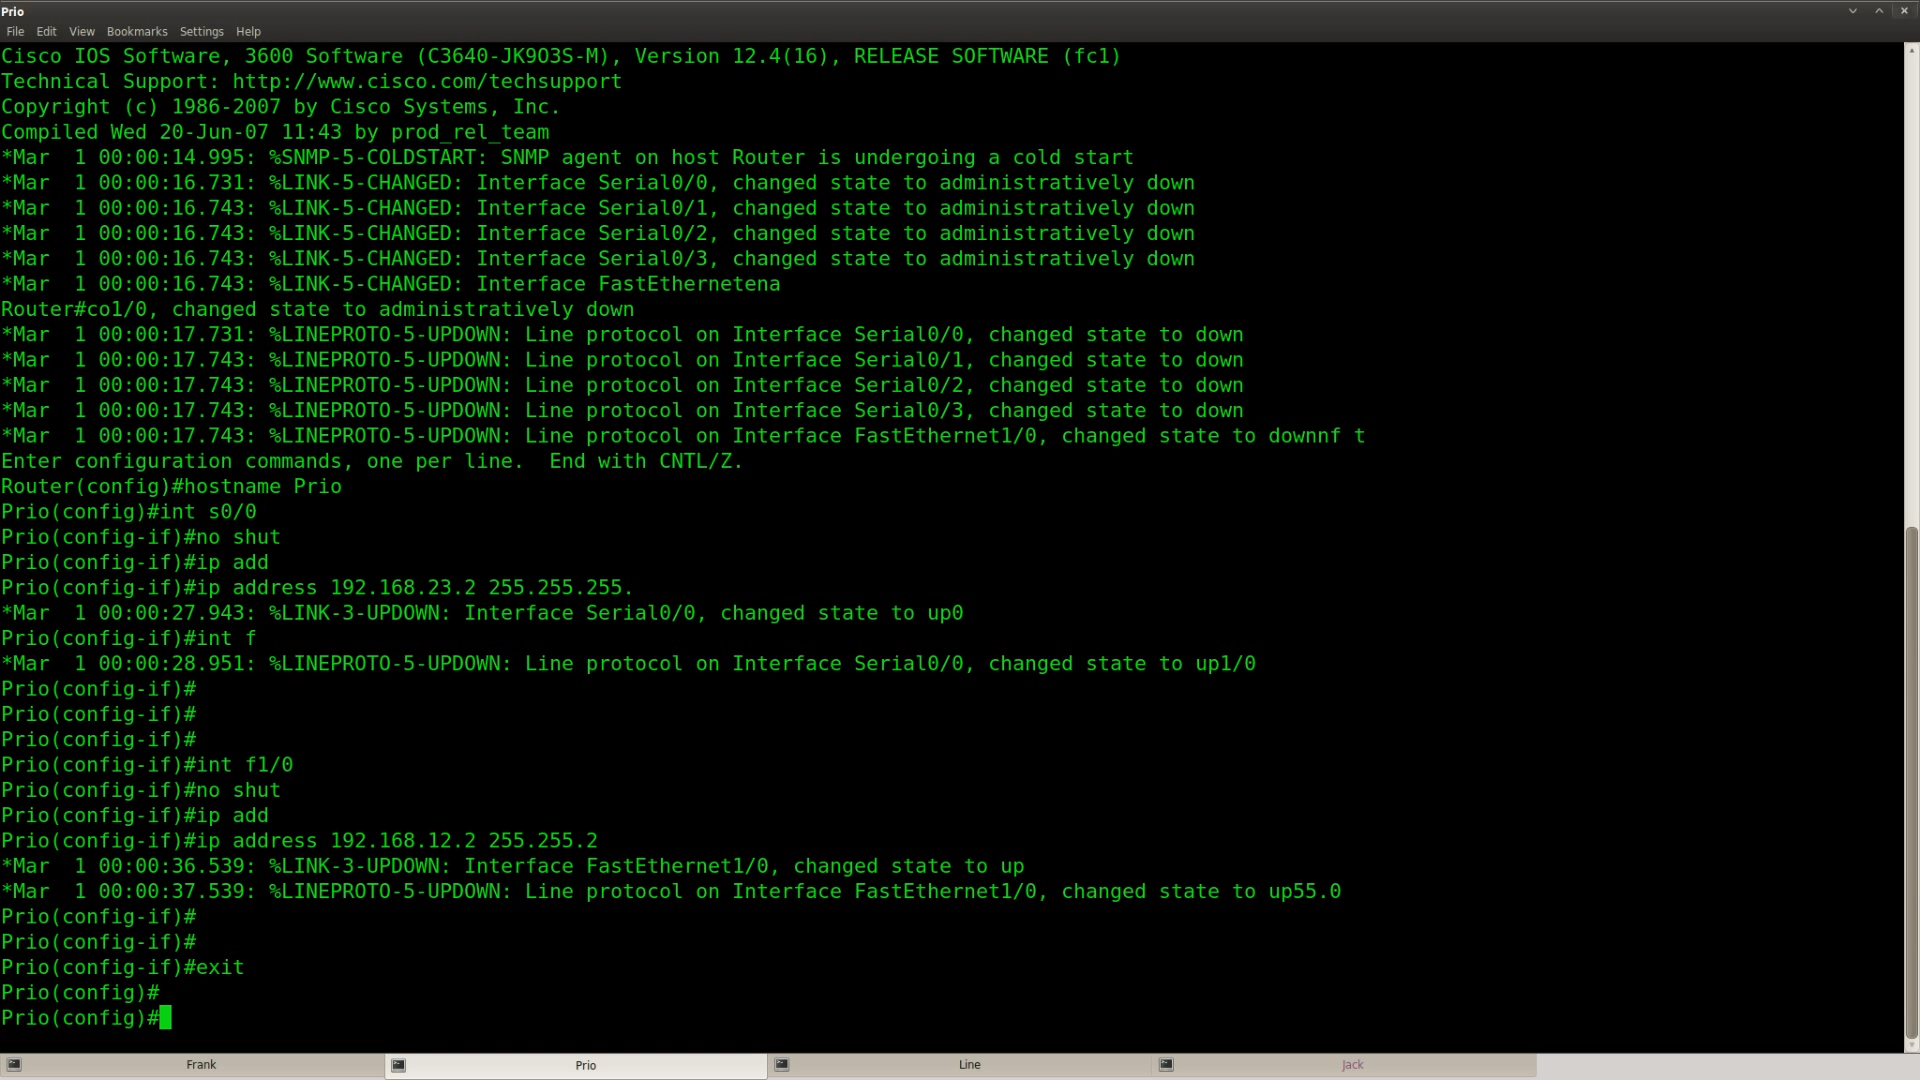 Prio
File Edit View Bookmarks Settings Help
Cisco IOS Software, 3600 Software (C3640-JK9O3S-M), Version 12.4(16), RELEASE SOFTWARE (fc1)
Technical Support: http://www.cisco.com/techsupport
Copyright (c) 1986-2007 by Cisco Systems, Inc.
Compiled Wed 20-Jun-07 11:43 by prod_rel_team
*Mar  1 00:00:14.995: %SNMP-5-COLDSTART: SNMP agent on host Router is undergoing a cold start
*Mar  1 00:00:16.731: %LINK-5-CHANGED: Interface Serial0/0, changed state to administratively down
*Mar  1 00:00:16.743: %LINK-5-CHANGED: Interface Serial0/1, changed state to administratively down
*Mar  1 00:00:16.743: %LINK-5-CHANGED: Interface Serial0/2, changed state to administratively down
*Mar  1 00:00:16.743: %LINK-5-CHANGED: Interface Serial0/3, changed state to administratively down
*Mar  1 00:00:16.743: %LINK-5-CHANGED: Interface FastEthernetena
Router#co1/0, changed state to administratively down
*Mar  1 00:00:17.731: %LINEPROTO-5-UPDOWN: Line protocol on Interface Serial0/0, changed state to down
*Mar  1 00:00:17.743: %LINEPROTO-5-UPDOWN: Line protocol on Interface Serial0/1, changed state to down
*Mar  1 00:00:17.743: %LINEPROTO-5-UPDOWN: Line protocol on Interface Serial0/2, changed state to down
*Mar  1 00:00:17.743: %LINEPROTO-5-UPDOWN: Line protocol on Interface Serial0/3, changed state to down
*Mar  1 00:00:17.743: %LINEPROTO-5-UPDOWN: Line protocol on Interface FastEthernet1/0, changed state to downnf t
Enter configuration commands, one per line.  End with CNTL/Z.
Router(config)#hostname Prio
Prio(config)#int s0/0
Prio(config-if)#no shut
Prio(config-if)#ip add
Prio(config-if)#ip address 192.168.23.2 255.255.255.
*Mar  1 00:00:27.943: %LINK-3-UPDOWN: Interface Serial0/0, changed state to up0
Prio(config-if)#int f
*Mar  1 00:00:28.951: %LINEPROTO-5-UPDOWN: Line protocol on Interface Serial0/0, changed state to up1/0
Prio(config-if)#
Prio(config-if)#
Prio(config-if)#
Prio(config-if)#int f1/0
Prio(config-if)#no shut
Prio(config-if)#ip add
Prio(config-if)#ip address 192.168.12.2 255.255.2
*Mar  1 00:00:36.539: %LINK-3-UPDOWN: Interface FastEthernet1/0, changed state to up
*Mar  1 00:00:37.539: %LINEPROTO-5-UPDOWN: Line protocol on Interface FastEthernet1/0, changed state to up55.0
Prio(config-if)#
Prio(config-if)#
Prio(config-if)#exit
Prio(config)#
Prio(config)#
Frank Prio Line Jack